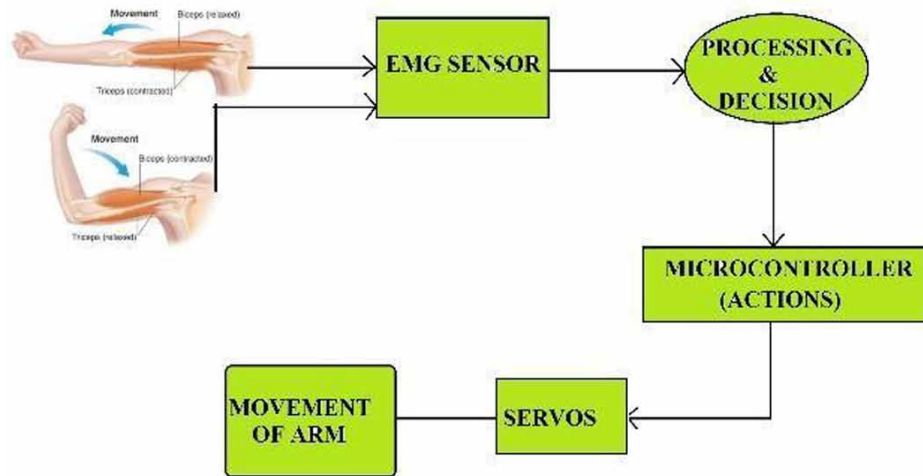 Movement
Biceps (relaxed)
Triceps (contracted)
Movement
Biceps (contracted)
Triceps (relaxed)
EMG SENSOR
PROCESSING
&
DECISION
MICROCONTROLLER
(ACTIONS)
SERVOS
MOVEMENT
OF ARM